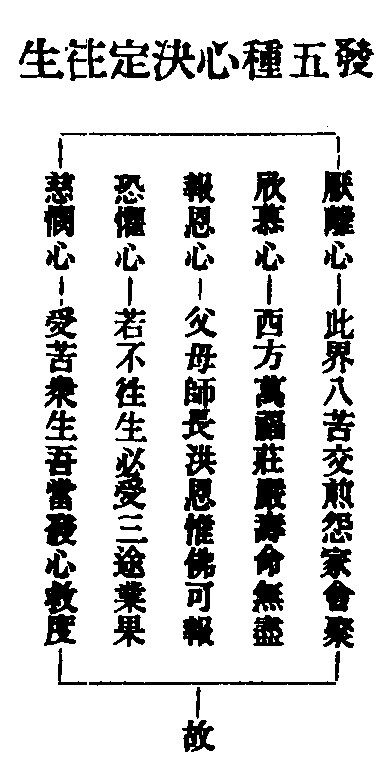 發五種心決定往生
厭離心—此界八苦交煎怨家會聚
欣慕心—西方萬福莊嚴壽命無盡
報恩心—父母師長洪恩惟佛可報
恐懼心—若不往生必受三途業果
慈憫心—受苦衆生吾當發心救度
故